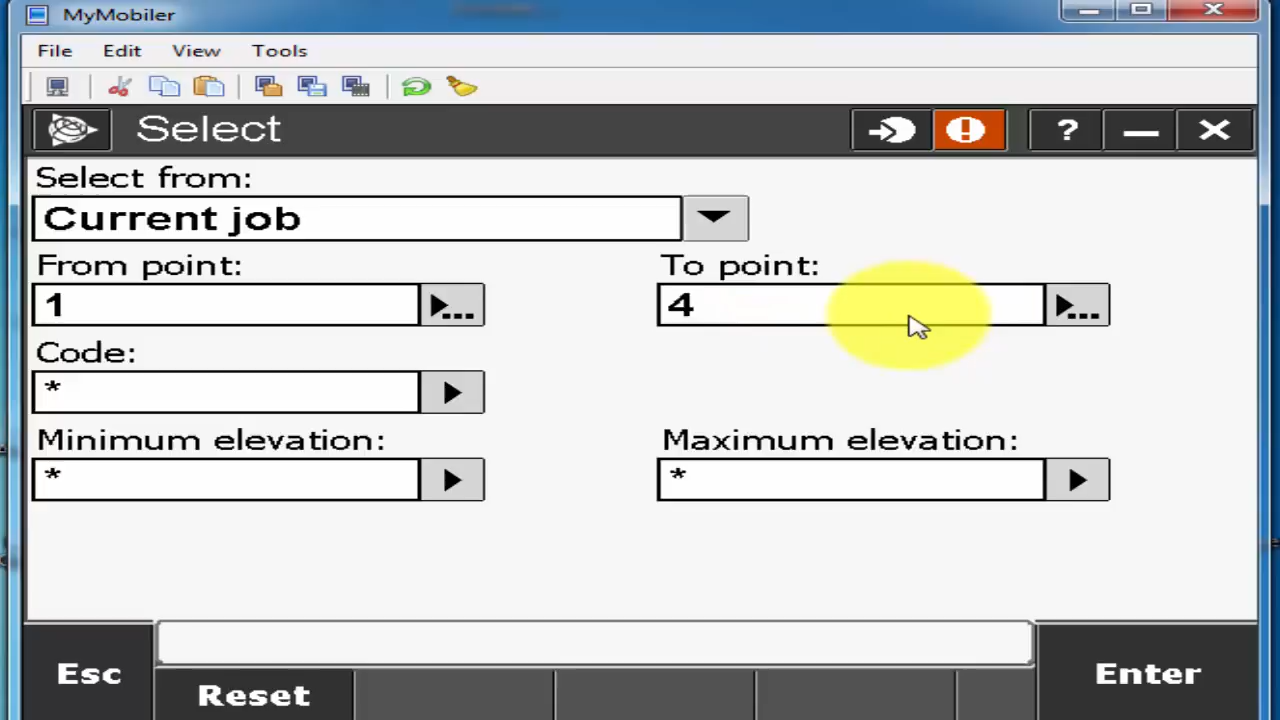 MyMobiler
File Edit View Tools
Select
?
Select from:
Current job
From point: To point:
1 4
Code:
*
Minimum elevation: Maximum elevation:
* *
Esc Enter
Reset